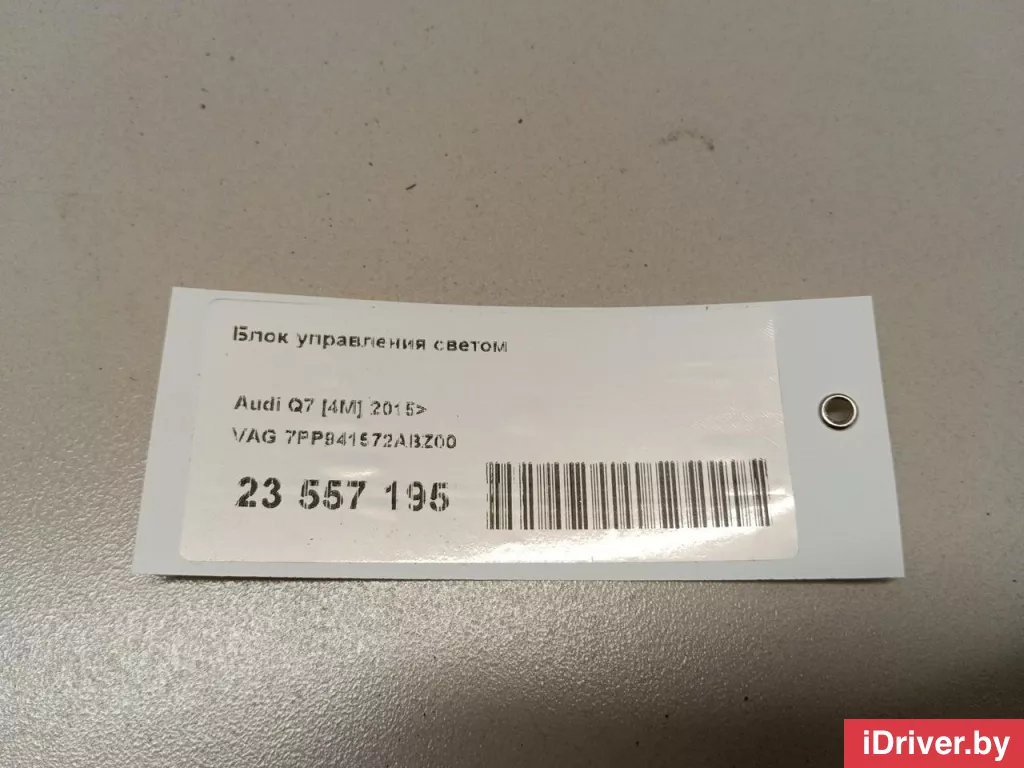 Блок управления светом
Audi Q7 [4M] 2015>
VAG 7PP941572ABZ00
23 557 195
iDriver.by